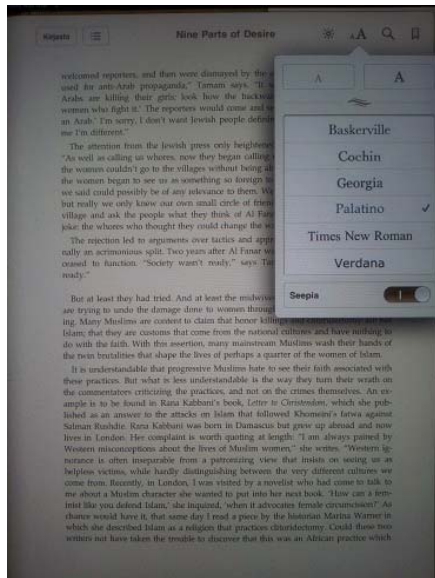 Kirjasto
Nine Parts of Desire
AA
A A
Baskerville
Cochin
Georgia
Palatino ✓
Times New Roman
Verdana
Seepia
welcomed reporters, and then were dismayed by the
used for anti-Arab propaganda," Tamam says. "It
Arabs are killing their girls; look how the
women who fight it.' The reporters would come and
an Arab.' I'm sorry, I don't want Jewish people
me I'm different."
The attention from the Jewish press only
"As well as calling us whores, now they began calling
the women couldn't go to the villages without being
the women began to see us as something so foreign
we said could possibly be of any relevance to them.
but really we only knew our own small circle of
village and ask the people what they think of Al
joke: the whores who thought they could change the
The rejection led to arguments over tactics and
nally an acrimonious split. Two years after Al Fanar
ceased to function. "Society wasn't ready," says
ready."
But at least they had tried. And at least the
are trying to undo the damage done to women
ing. Many Muslims are content to claim that honor
Islam; that they are customs that come from the national cultures and have nothing to
do with the faith. With this assertion, many mainstream Muslims wash their hands of
the twin brutalities that shape the lives of perhaps a quarter of the women of Islam.
It is understandable that progressive Muslims hate to see their faith associated with
these practices. But what is less understandable is the way they turn their wrath on
the commentators criticizing the practices, and not on the crimes themselves. An ex-
ample is to be found in Rana Kabbani's book, Letter to Christendom, which she pub-
lished as an answer to the attacks on Islam that followed Khomeini's fatwa against
Salman Rushdie. Rana Kabbani was born in Damascus but grew up abroad and now
lives in London. Her complaint is worth quoting at length: "I am always pained by
Western misconceptions about the lives of Muslim women," she writes. "Western ig-
norance is often inseparable from a patronizing view that insists on seeing us as
helpless victims, while hardly distinguishing between the very different cultures we
come from. Recently, in London, I was visited by a novelist who had come to talk to
me about a Muslim character she wanted to put into her next book. 'How can a fem-
inist like you defend Islam,' she inquired, 'when it advocates female circumcision?' As
chance would have it, that same day I read a piece by the historian Marina Warner in
which she described Islam as a religion that practices clitoridectomy. Could these two
writers not have taken the trouble to discover that this was an African practice which